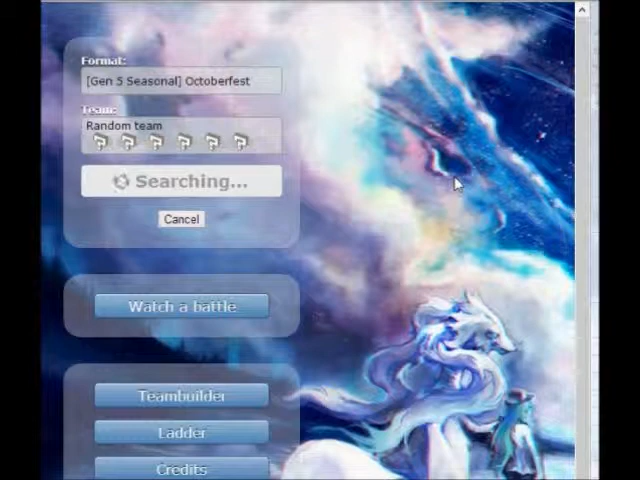 Format:
[Gen 5 Seasonal] Octoberfest
Team:
Random team
Searching...
Cancel
Watch a battle
Teambuilder
Ladder
Credits